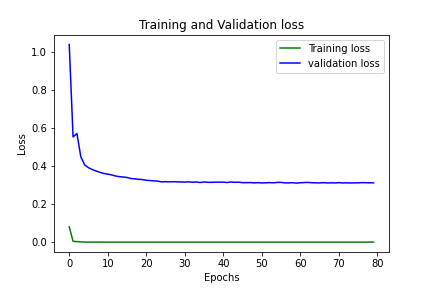 Training and Validation loss
Training loss
validation loss
Loss
1.0
0.8
0.6
0.4
0.2
0.0
0 10 20 30 40 50 60 70 80
Epochs